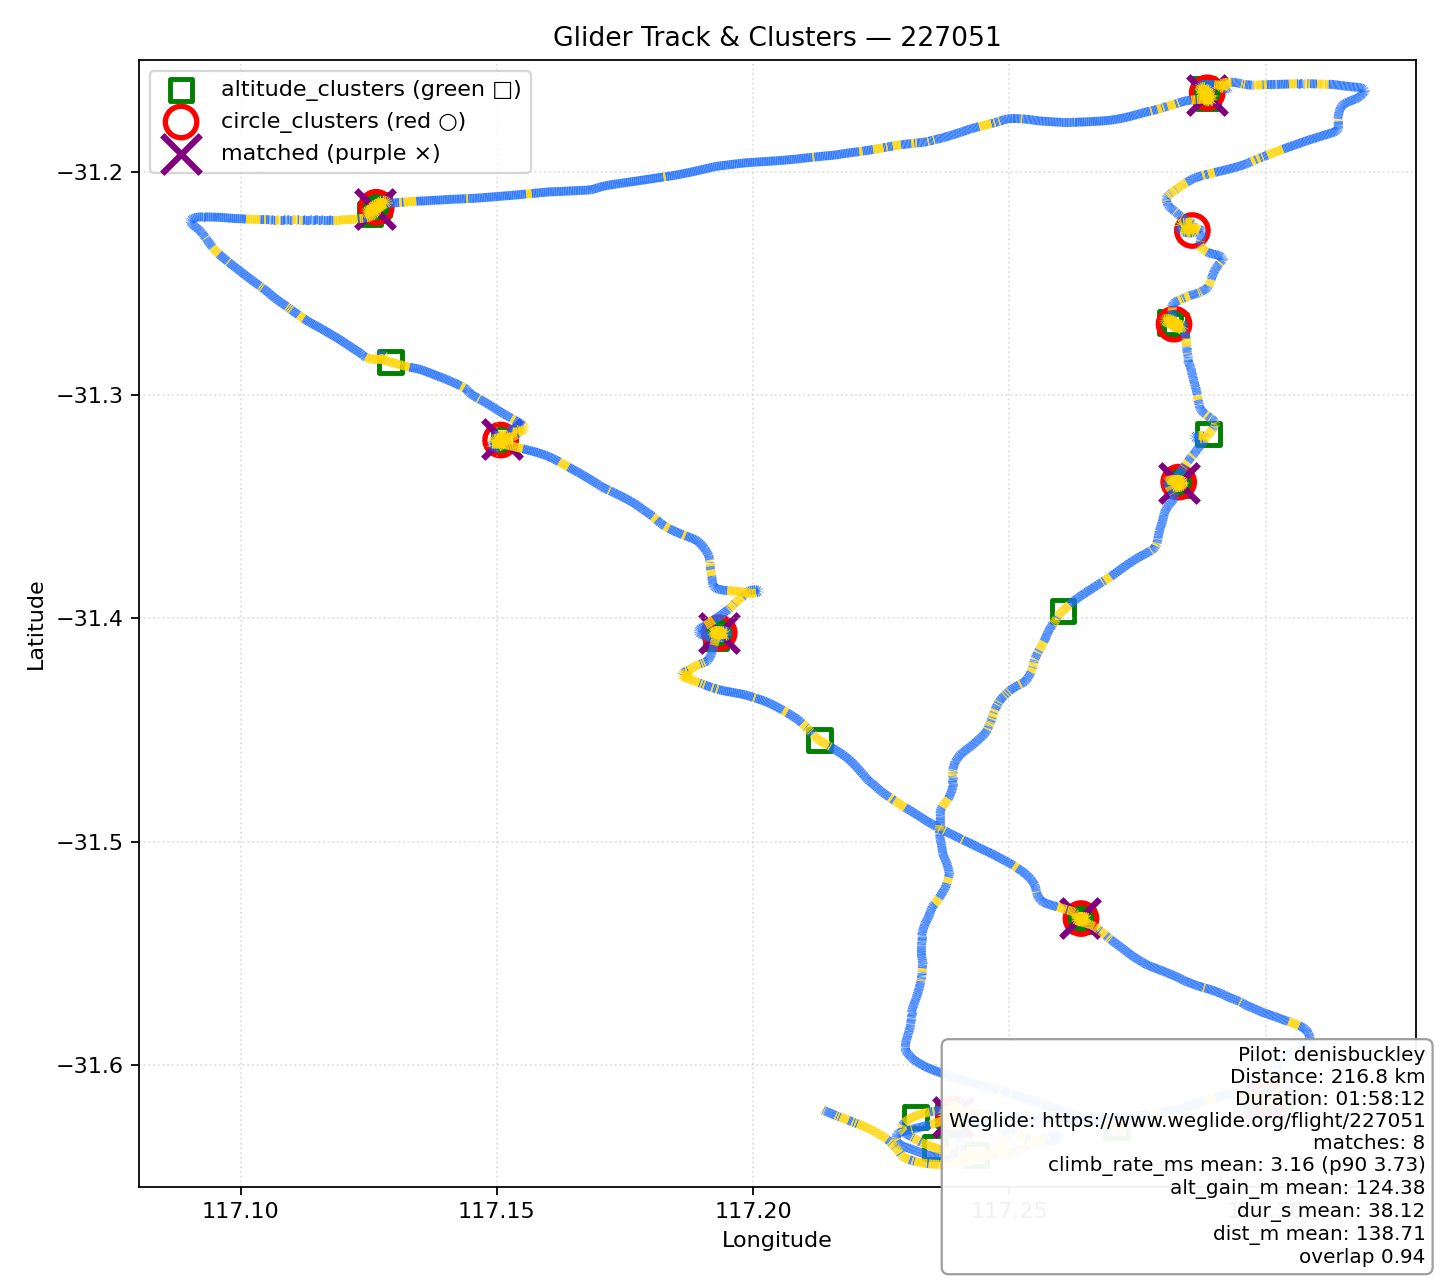 Glider Track & Clusters — 227051
altitude_clusters (green □)
circle_clusters (red ○)
matched (purple ×)
−31.2
−31.3
−31.4
−31.5
−31.6
Latitude
117.10
117.15
117.20
117.25
Longitude
Pilot: denisbuckley
Distance: 216.8 km
Duration: 01:58:12
Weglide: https://www.weglide.org/flight/227051
matches: 8
climb_rate_ms mean: 3.16 (p90 3.73)
alt_gain_m mean: 124.38
dur_s mean: 38.12
dist_m mean: 138.71
overlap 0.94